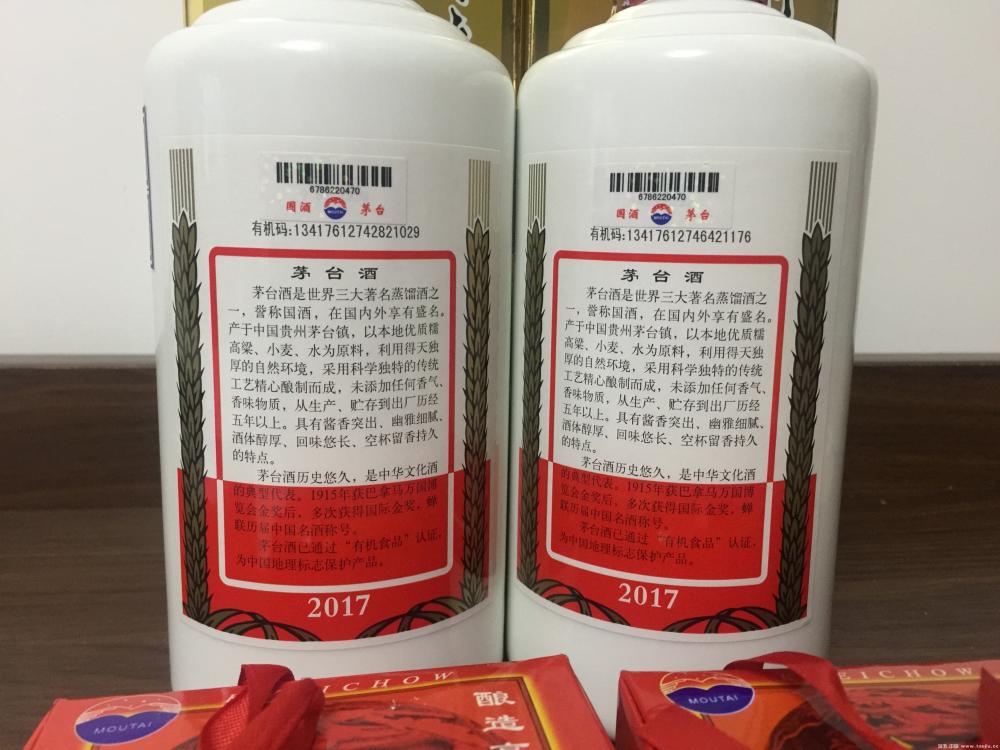 6786220470
国酒 MOUTAI 茅台
有机码:13417612742821029
茅台酒
茅台酒是世界三大著名蒸馏酒之
一，誉称国酒，在国内外享有盛名。
产于中国贵州茅台镇，以本地优质糯
高粱、小麦、水为原料，利用得天独
厚的自然环境，采用科学独特的传统
工艺精心酿制而成，未添加任何香气、
香味物质，从生产、贮存到出厂历经
五年以上。具有酱香突出、幽雅细腻、
酒体醇厚、回味悠长、空杯留香持久
的特点。
茅台酒历史悠久，是中华文化酒
的典型代表。1915年获巴拿马万国博
览会金奖后，多次获得国际金奖，蝉
联历届中国名酒称号。
茅台酒已通过“有机食品”认证，
为中国地理标志保护产品。
2017
6786220470
国酒 MOUTAI 茅台
有机码:13417612746421176
茅台酒
茅台酒是世界三大著名蒸馏酒之
一，誉称国酒，在国内外享有盛名。
产于中国贵州茅台镇，以本地优质糯
高粱、小麦、水为原料，利用得天独
厚的自然环境，采用科学独特的传统
工艺精心酿制而成，未添加任何香气、
香味物质，从生产、贮存到出厂历经
五年以上。具有酱香突出、幽雅细腻、
酒体醇厚、回味悠长、空杯留香持久
的特点。
茅台酒历史悠久，是中华文化酒
的典型代表。1915年获巴拿马万国博
览会金奖后，多次获得国际金奖，蝉
联历届中国名酒称号。
茅台酒已通过“有机食品”认证，
为中国地理标志保护产品。
2017
MOUTAI
EICHOW
酿造
MOUTAI
EICHOW